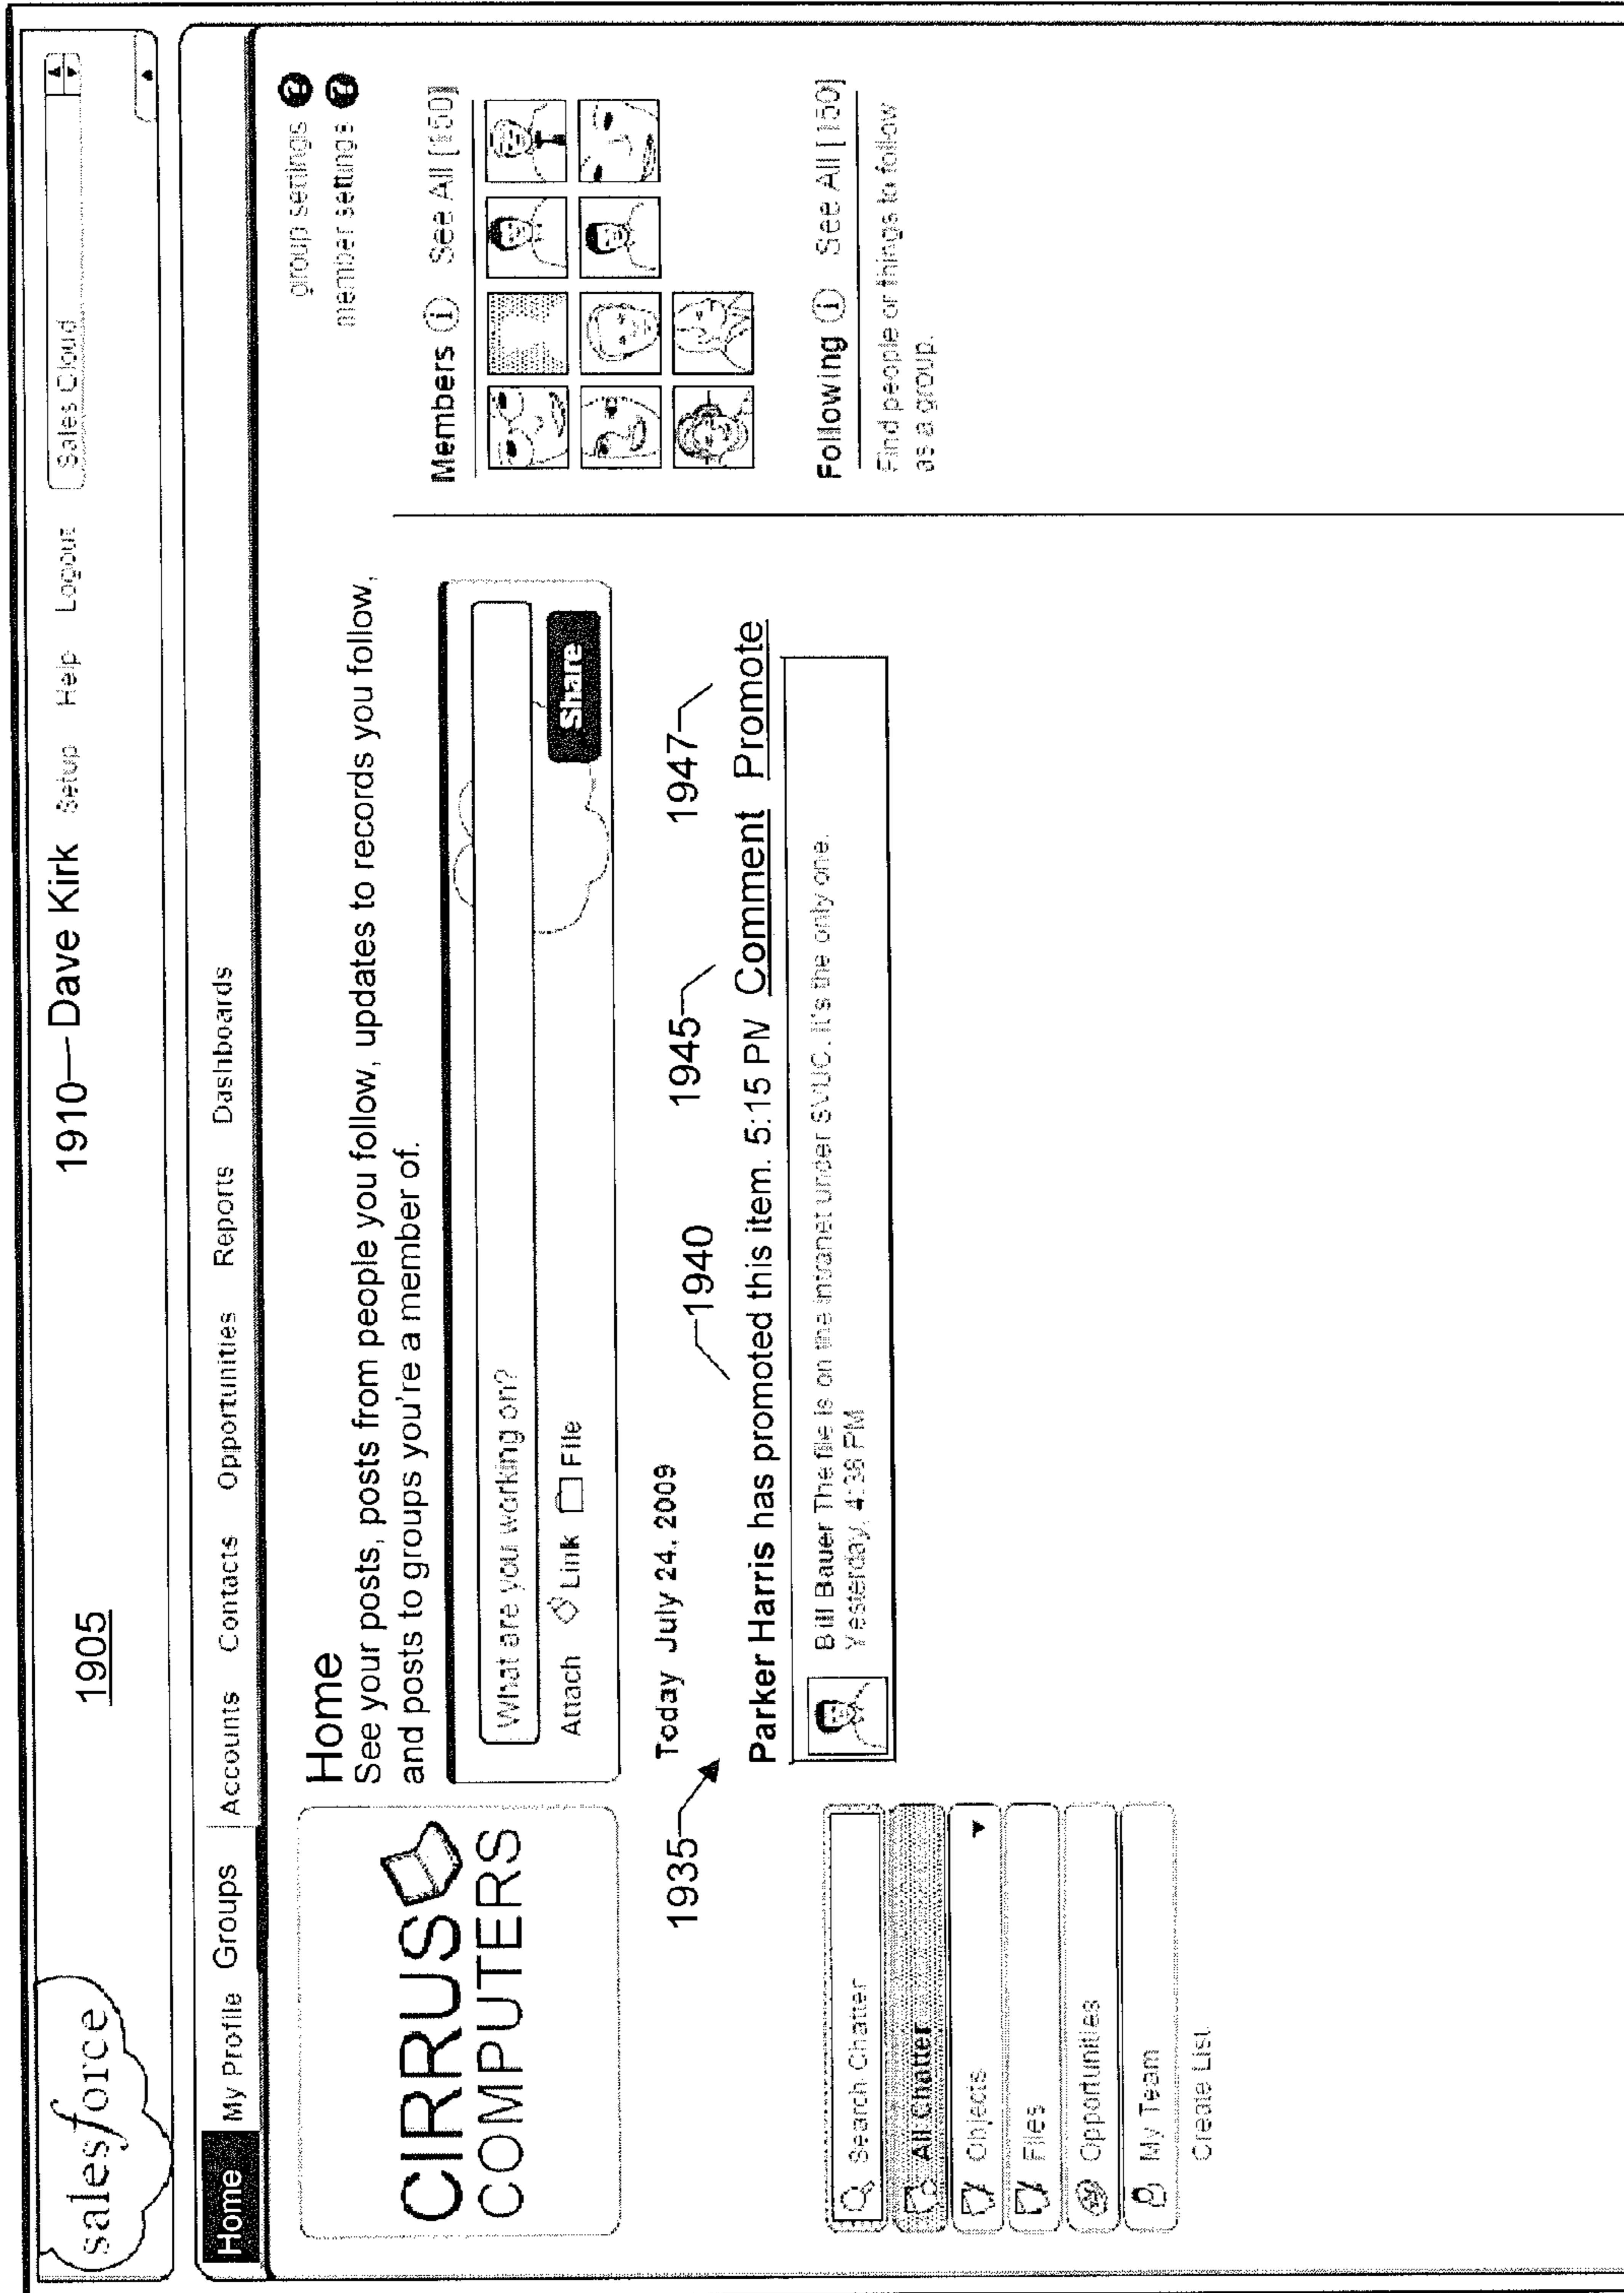 salesforce
1905
1910 Dave Kirk Setup Help Logout Sales Cloud
Home My Profile Groups Accounts Contacts Opportunities Reports Dashboards
CIRRUS
COMPUTERS
Home
See your posts, posts from people you follow, updates to records you follow,
and posts to groups you're a member of.
What are you working on?
Attach Link File
Share
Today July 24, 2009
1935
1940
1945
1947
Parker Harris has promoted this item. 5:15 PM Comment Promote
Bill Bauer The file is on the intranet under SVUC. It's the only one.
Yesterday, 4:38 PM
Search Chatter
All Chatter
Objects
Files
Opportunities
My Team
Create List
group settings ?
member settings ?
Members i See All [150]
Following i See All [150]
Find people or things to follow
as a group.